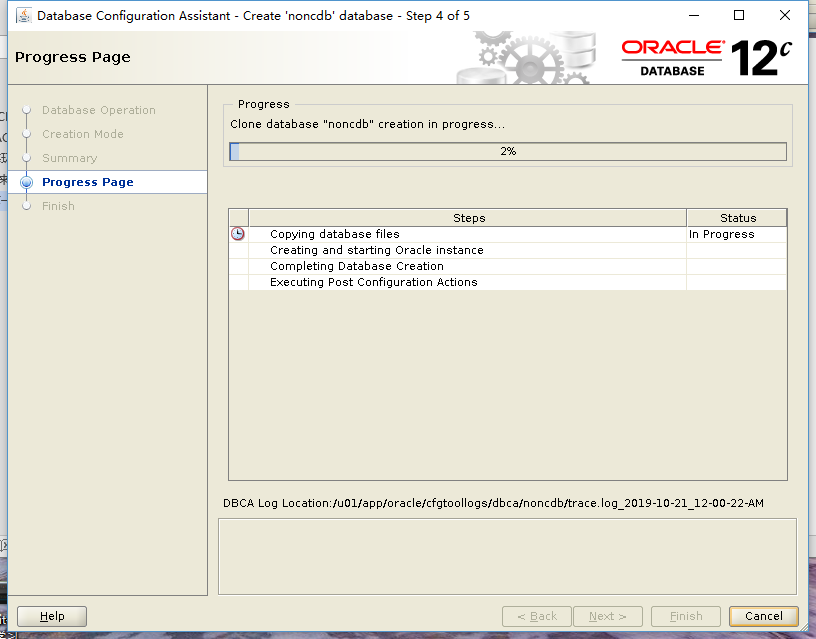 Database Configuration Assistant - Create 'noncdb' database - Step 4 of 5
Progress Page
ORACLE®
DATABASE
12c
Database Operation
Creation Mode
Summary
Progress Page
Finish
Progress
Clone database "noncdb" creation in progress...
2%
Steps Status
Copying database files In Progress
Creating and starting Oracle instance
Completing Database Creation
Executing Post Configuration Actions
DBCA Log Location:/u01/app/oracle/cfgtoollogs/dbca/noncdb/trace.log_2019-10-21_12-00-22-AM
Help
< Back
Next >
Finish
Cancel